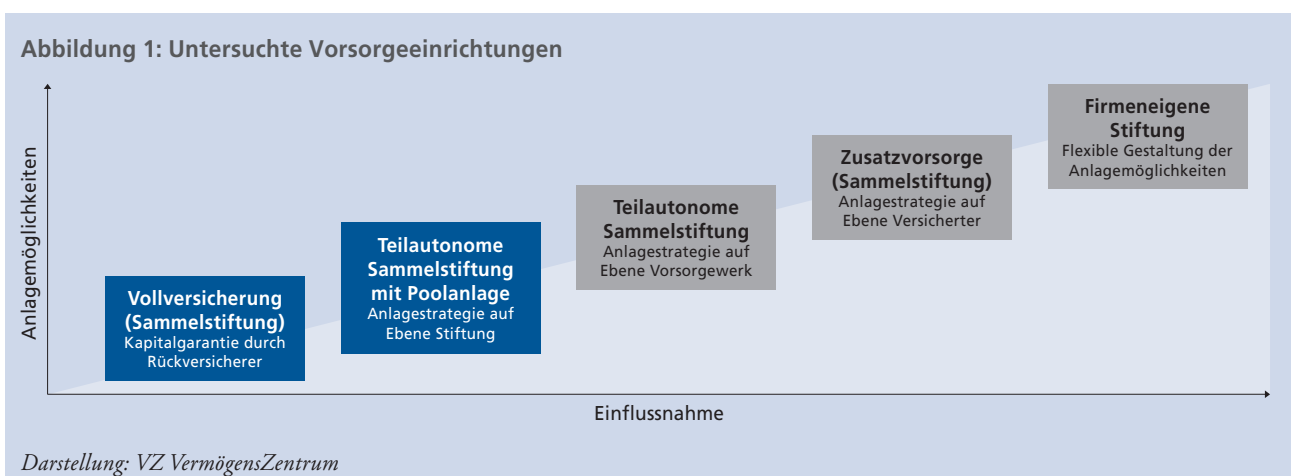 Abbildung 1: Untersuchte Vorsorgeeinrichtungen
Anlagemöglichkeiten
Vollversicherung
(Sammelstiftung)
Kapitalgarantie durch
Rückversicherer
Teilautonome
Sammelstiftung
mit Poolanlage
Anlagestrategie auf
Ebene Stiftung
Teilautonome
Sammelstiftung
Anlagestrategie auf
Ebene Vorsorgewerk
Zusatzvorsorge
(Sammelstiftung)
Anlagestrategie auf
Ebene Versicherter
Firmeneigene
Stiftung
Flexible Gestaltung der
Anlagemöglichkeiten
Einflussnahme
Darstellung: VZ VermögensZentrum